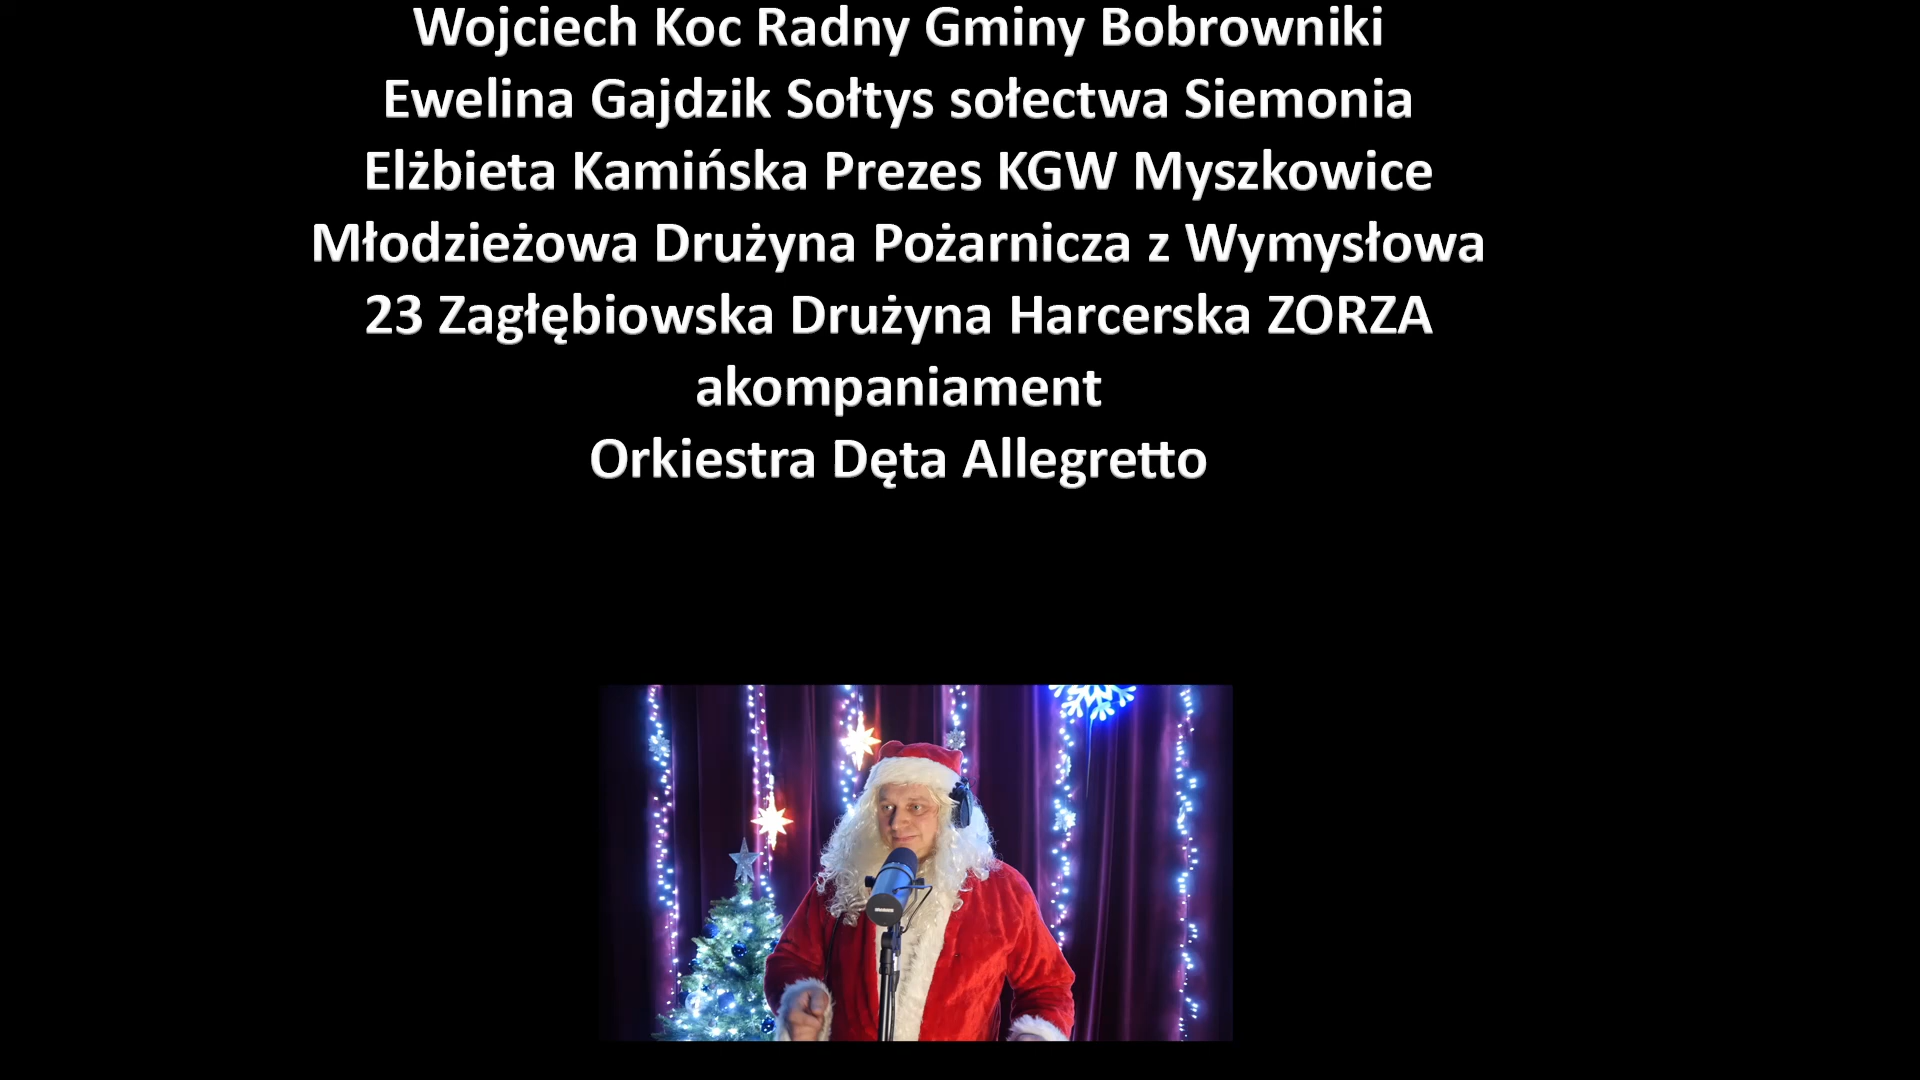 Wojciech Koc Radny Gminy Bobrowniki
Ewelina Gajdzik Sołtys sołectwa Siemonia
Elżbieta Kamińska Prezes KGW Myszkowice
Młodzieżowa Drużyna Pożarnicza z Wymysłowa
23 Zagłębiowska Drużyna Harcerska ZORZA
akompaniament
Orkiestra Dęta Allegretto